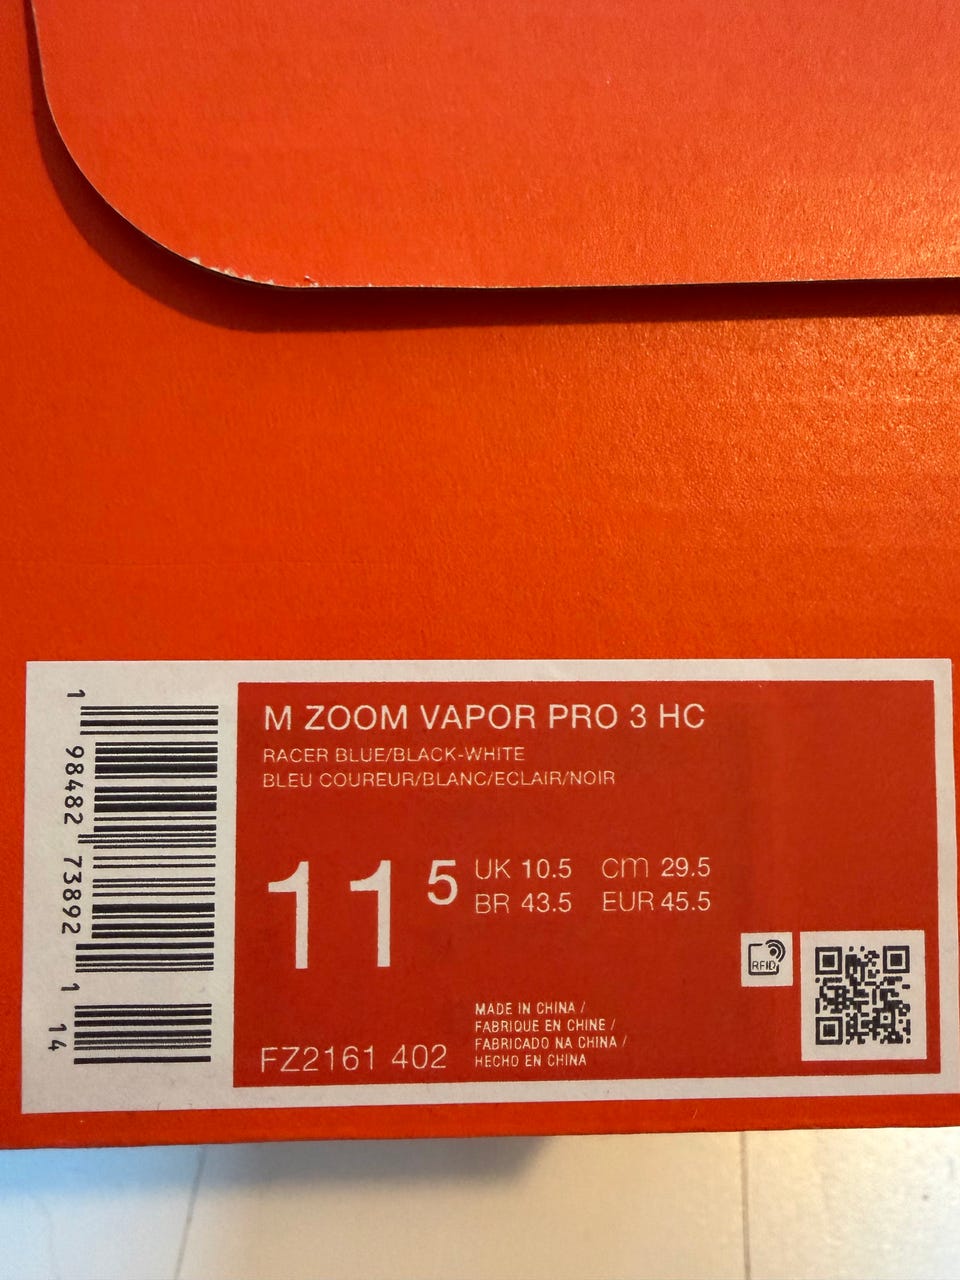 1 98482 73892 1 14
M ZOOM VAPOR PRO 3 HC
RACER BLUE/BLACK-WHITE
BLEU COUREUR/BLANC/ECLAIR/NOIR
11 5
UK 10.5 cm 29.5
BR 43.5 EUR 45.5
RFID
MADE IN CHINA /
FABRIQUE EN CHINE /
FABRICADO NA CHINA /
HECHO EN CHINA
FZ2161 402